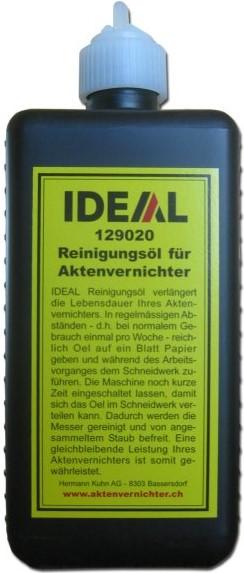 IDEAL
129020
Reinigungsöl für
Aktenvernichter
IDEAL Reinigungsöl verlängert
die Lebensdauer Ihres Akten-
vernichters. In regelmässigen Ab-
ständen - d.h. bei normalem Ge-
brauch einmal pro Woche - reich-
lich Oel auf ein Blatt Papier
geben und während des Arbeits-
vorganges dem Schneidwerk zu-
führen. Die Maschine noch kurze
Zeit eingeschaltet lassen, damit
sich das Oel im Schneidwerk ver-
teilen kann. Dadurch werden die
Messer gereinigt und von ange-
sammeltem Staub befreit. Eine
gleichbleibende Leistung Ihres
Aktenvernichters ist somit ge-
währleistet.
Hermann Kuhn AG - 8303 Bassersdorf
www.aktenvernichter.ch